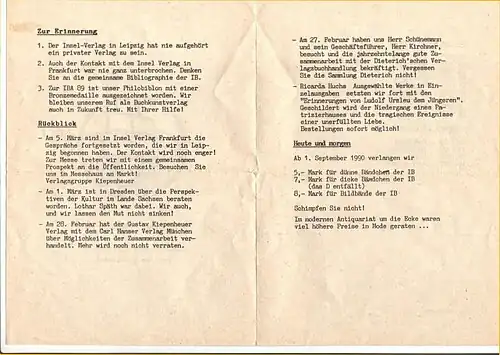 Zur Erinnerung
1. Der Insel-Verlag in Leipzig hat nie aufgehört
ein privater Verlag zu sein.
2. Auch der Kontakt mit dem Insel Verlag in
Frankfurt war nie ganz unterbrochen. Denken
Sie an die gemeinsame Bibliographie der IB.
3. Zur IBA 89 ist unser Philobiblon mit einer
Bronzemedaille ausgezeichnet worden. Wir
bleiben unserem Ruf als Buchkunstverlag
auch in Zukunft treu. Mit Ihrer Hilfe!
Rückblick
- Am 5. März sind im Insel Verlag Frankfurt die
Gespräche fortgesetzt worden, die wir in Leip-
zig begonnen haben. Der Kontakt wird noch enger!
Zur Messe treten wir mit einem gemeinsamen
Prospekt an die Öffentlichkeit. Besuchen Sie
uns im Messehaus am Markt!
Verlagsgruppe Kiepenheuer
- Am 1. März ist in Dresden über die Perspek-
tiven der Kultur im Lande Sachsen beraten
worden. Lothar Späth war dabei. Wir auch,
und wir lassen den Mut nicht sinken!
- Am 28. Februar hat der Gustav Kiepenheuer
Verlag mit dem Carl Hanser Verlag München
über Möglichkeiten der Zusammenarbeit ver-
handelt. Mehr wird noch nicht verraten.
- Am 27. Februar haben uns Herr Schünemann
und sein Geschäftsführer, Herr Kirchner,
besucht und die jahrzehntelange gute Zu-
sammenarbeit mit der Dieterich'schen Ver-
lagsbuchhandlung bekräftigt. Vergessen
Sie die Sammlung Dieterich nicht!
- Ricarda Huchs Ausgewählte Werke in Ein-
zelausgaben setzten wir fort mit den
"Erinnerungen von Ludolf Ursleu dem Jüngeren".
Geschildert wird der Niedergang eines Pa-
trizierhauses und die tragischen Ereignisse
einer unerfüllten Liebe.
Bestellungen sofort möglich!
Heute und morgen
Ab 1. September 1990 verlangen wir
5,- Mark für dünne Bändchen der IB
7,- Mark für dicke Bändchen der IB
(das D entfällt)
8,- Mark für Bildbände der IB
Schimpfen Sie nicht!
Im modernen Antiquariat um die Ecke waren
viel höhere Preise in Mode geraten ...